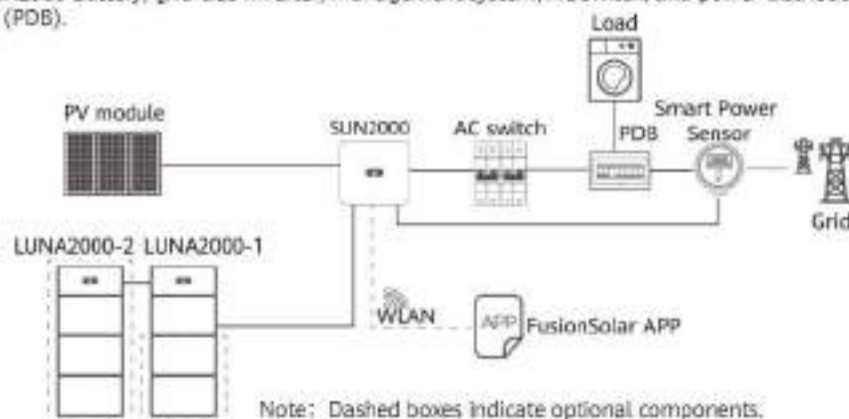 (PDB).
Load
PV module
SUN2000
AC switch
PDB
Smart Power
Sensor
Grid
LUNA2000-2 LUNA2000-1
WLAN
APP
FusionSolar APP
Note: Dashed boxes indicate optional components.